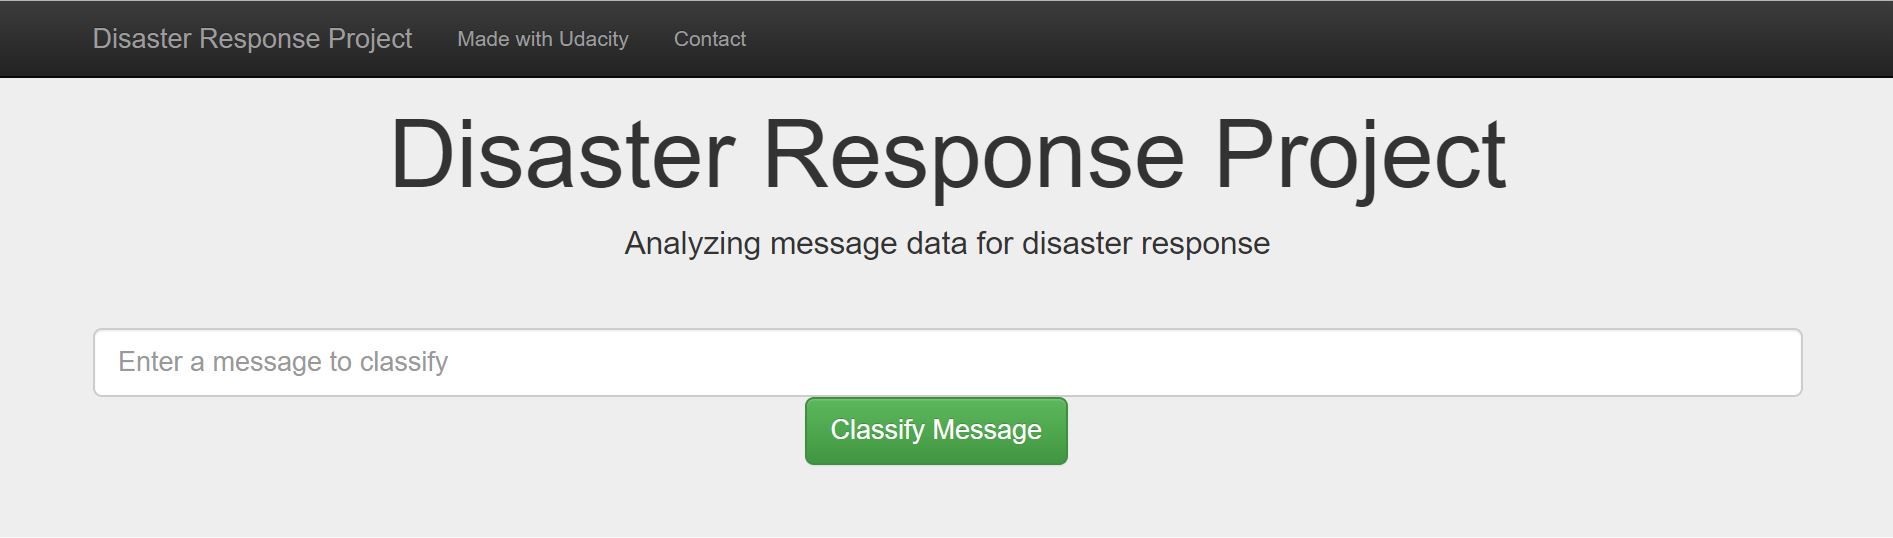 Disaster Response Project Made with Udacity Contact
Disaster Response Project
Analyzing message data for disaster response
Enter a message to classify
Classify Message